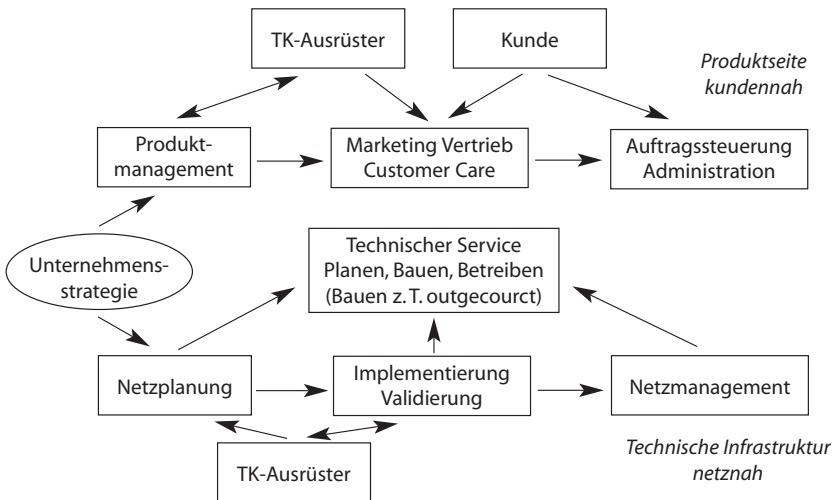 TK-Ausrüster
Kunde
Produktseite
kundennah
Produkt-
management
Marketing Vertrieb
Customer Care
Auftragssteuerung
Administration
Unternehmens-
strategie
Technischer Service
Planen, Bauen, Betreiben
(Bauen z. T. outgecourct)
Netzplanung
Implementierung
Validierung
Netzmanagement
TK-Ausrüster
Technische Infrastruktur
netznah